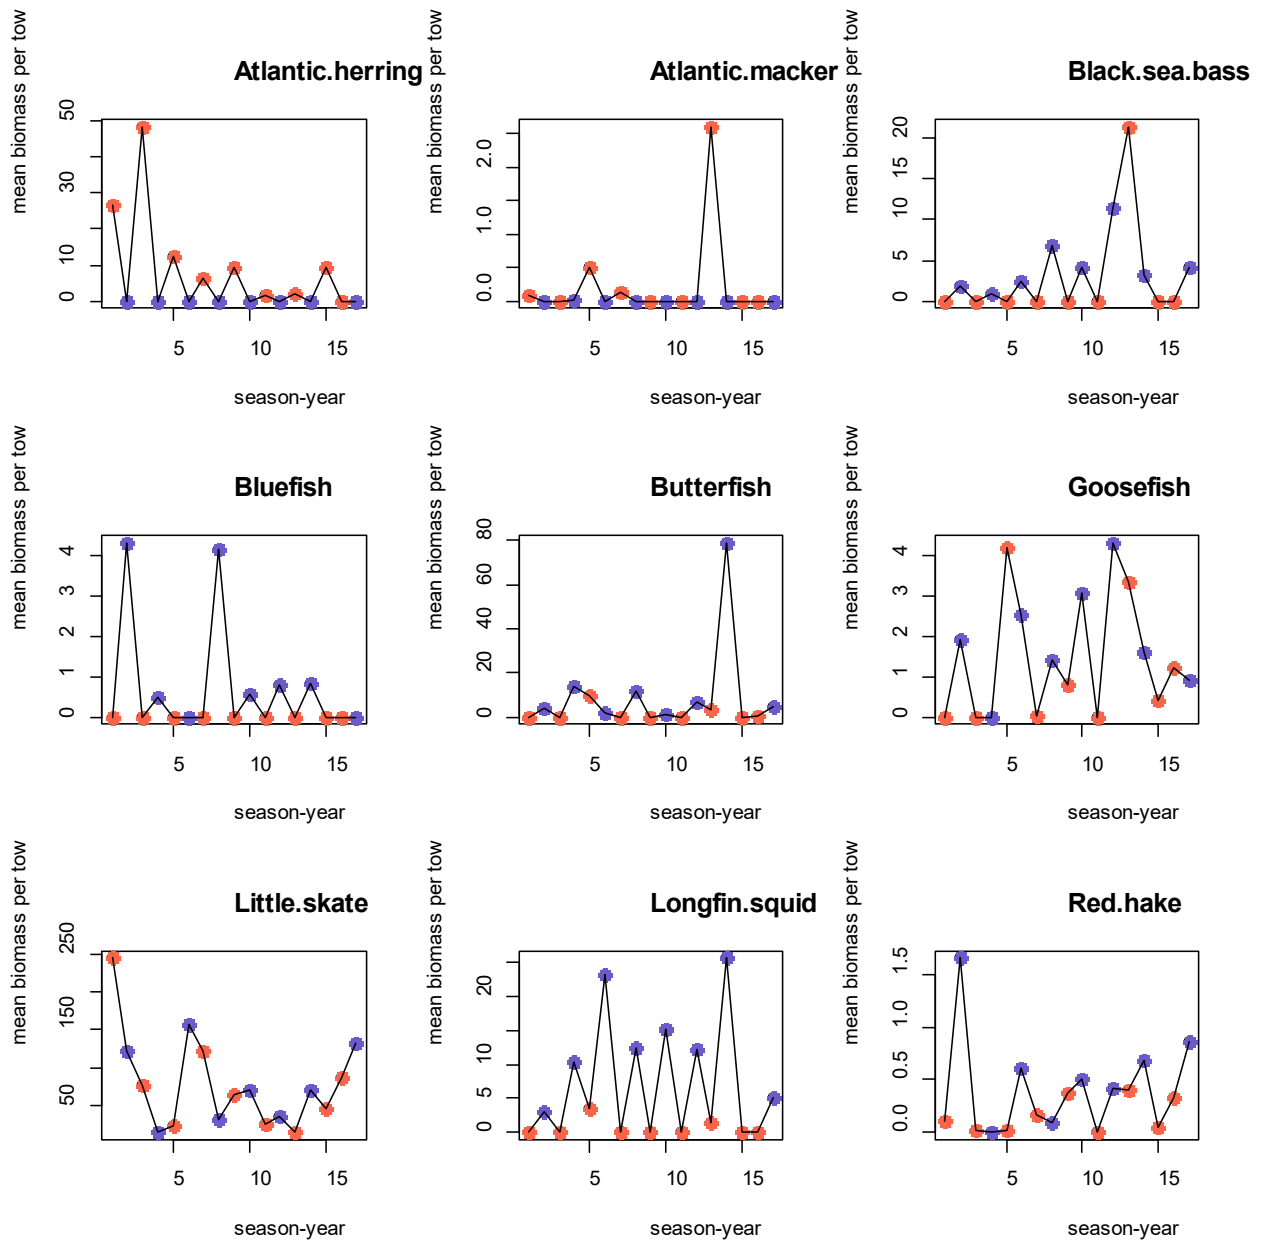 Atlantic.herring
mean biomass per tow
50
30
10
0
5 10 15
season-year
Atlantic.macker
mean biomass per tow
2.0
1.0
0.0
5 10 15
season-year
Black.sea.bass
mean biomass per tow
20
15
10
5
0
5 10 15
season-year
Bluefish
mean biomass per tow
4
3
2
1
0
5 10 15
season-year
Butterfish
mean biomass per tow
80
60
40
20
0
5 10 15
season-year
Goosefish
mean biomass per tow
4
3
2
1
0
5 10 15
season-year
Little.skate
mean biomass per tow
250
150
50
5 10 15
season-year
Longfin.squid
mean biomass per tow
20
10
5
0
5 10 15
season-year
Red.hake
mean biomass per tow
1.5
1.0
0.5
0.0
5 10 15
season-year